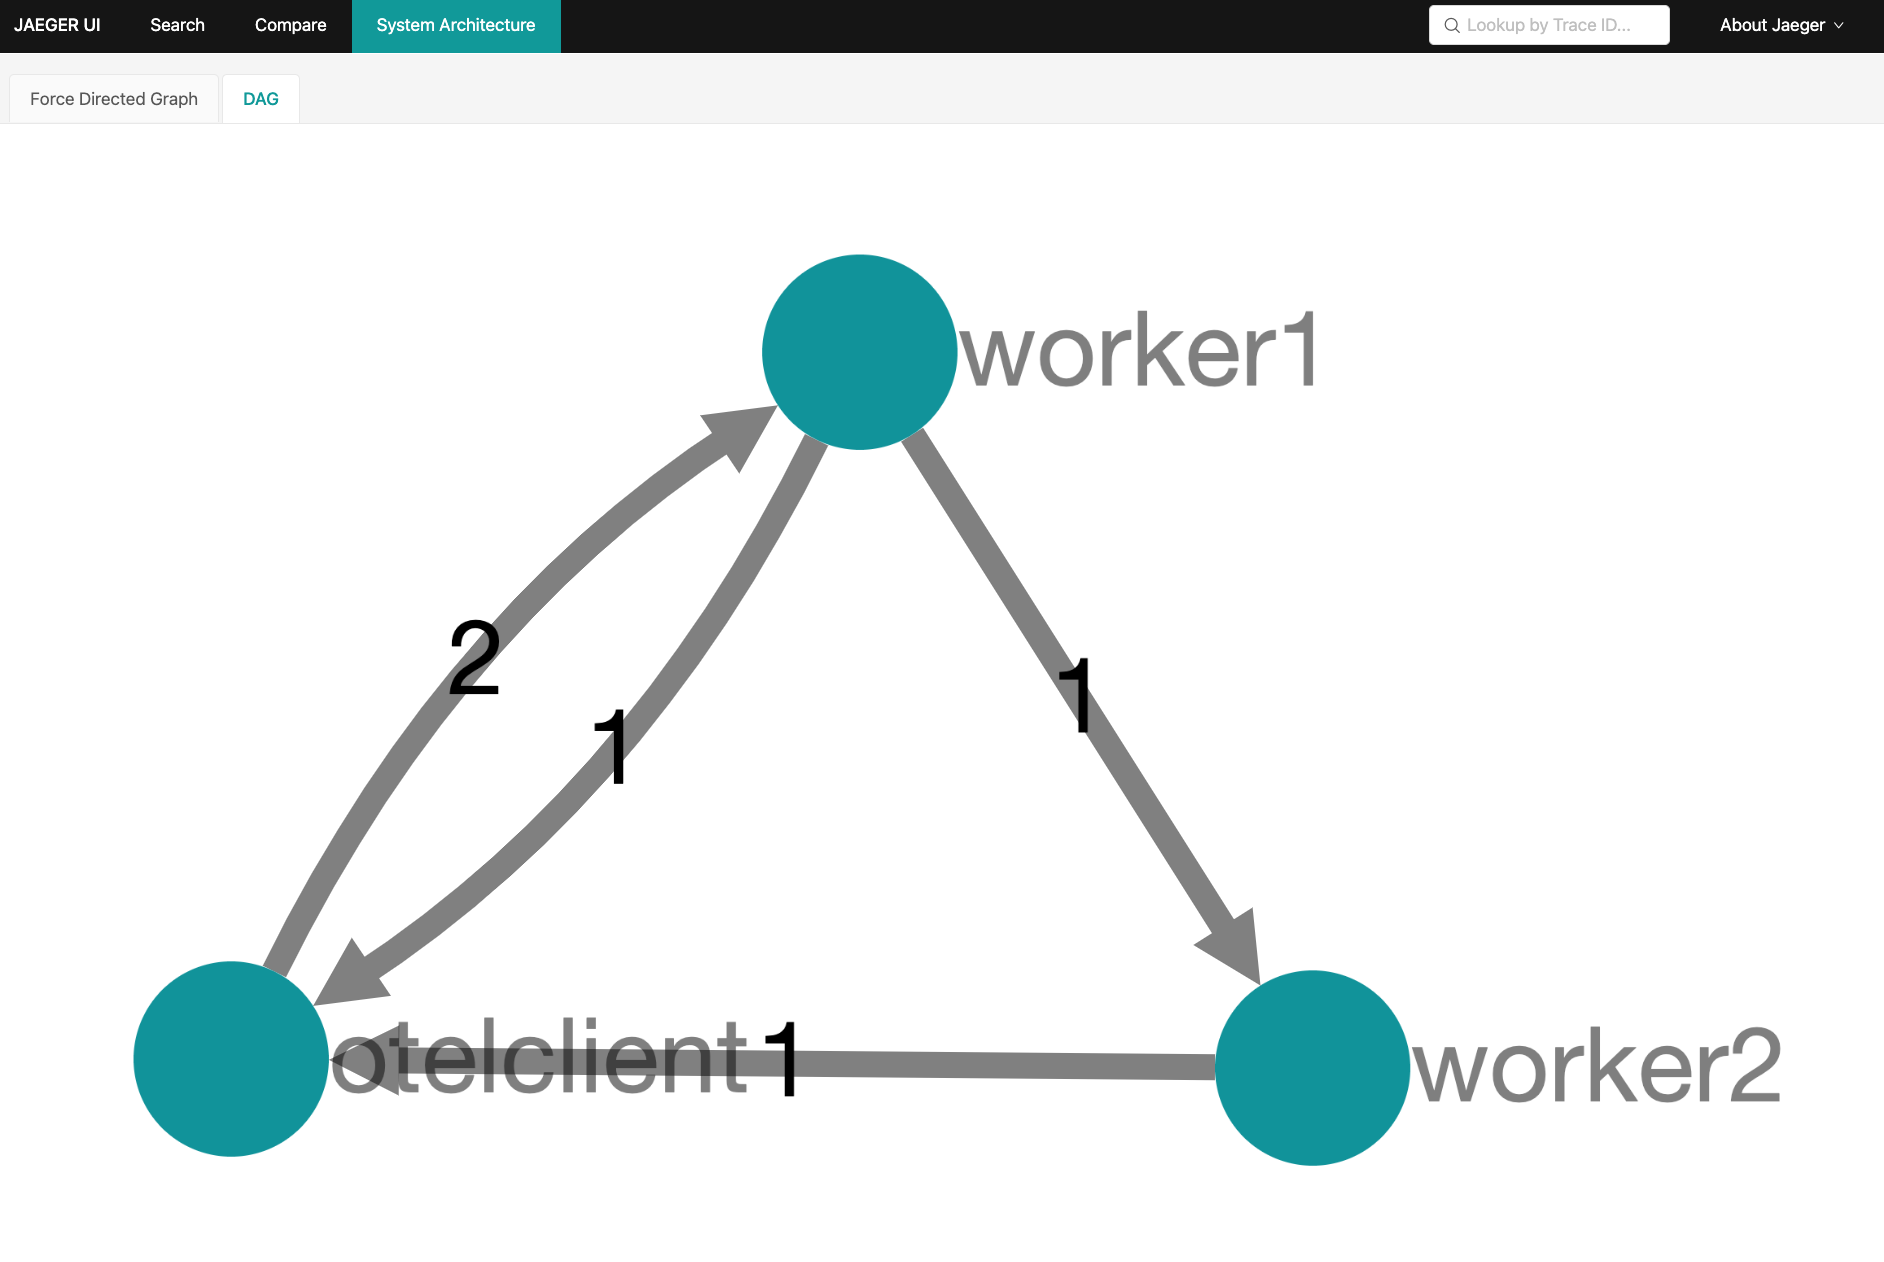 JAEGER UI Search Compare System Architecture Lookup by Trace ID... About Jaeger
Force Directed Graph DAG
worker1
2
1
1
otelclient
1
worker2